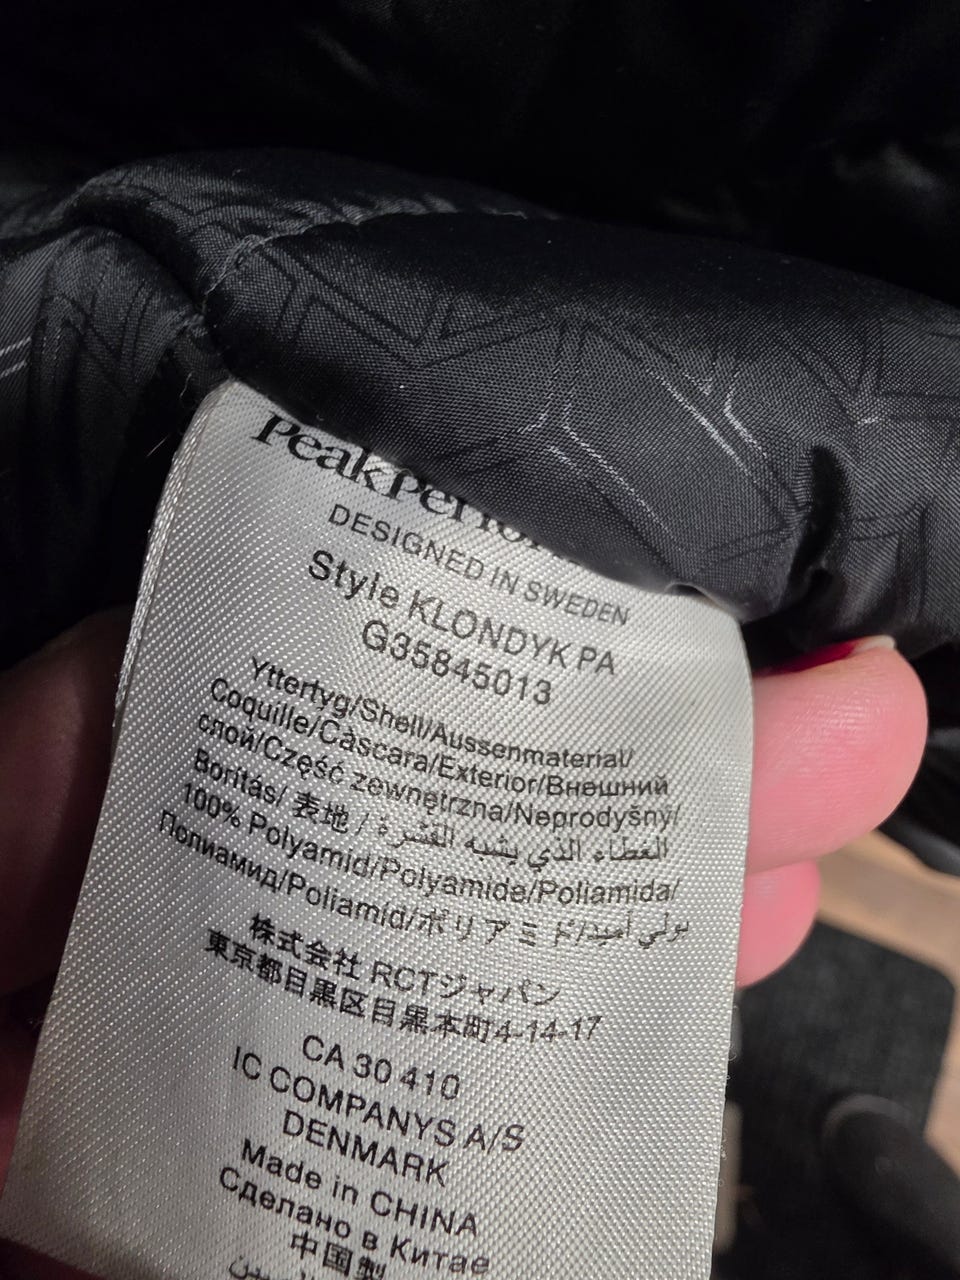 Peak
DESIGNED IN SWEDEN
Style KLONDYK PA
G35845013
Yttertyg/Shell/Aussenmaterial/
Coquille/Càscara/Exterior/Внешний
слой/Część zewnętrzna/Neprodyšný/
Borítás/ 表地 / الغطاء الذي يشبه القشرة
100% Polyamid/Polyamide/Poliamida/
Полиамид/Poliamid/ポリアミド/بولي أميد
株式会社 RCTジャパン
東京都目黒区目黒本町4-14-17
CA 30 410
IC COMPANYS A/S
DENMARK
Made in CHINA
Сделано в Китае
中国製